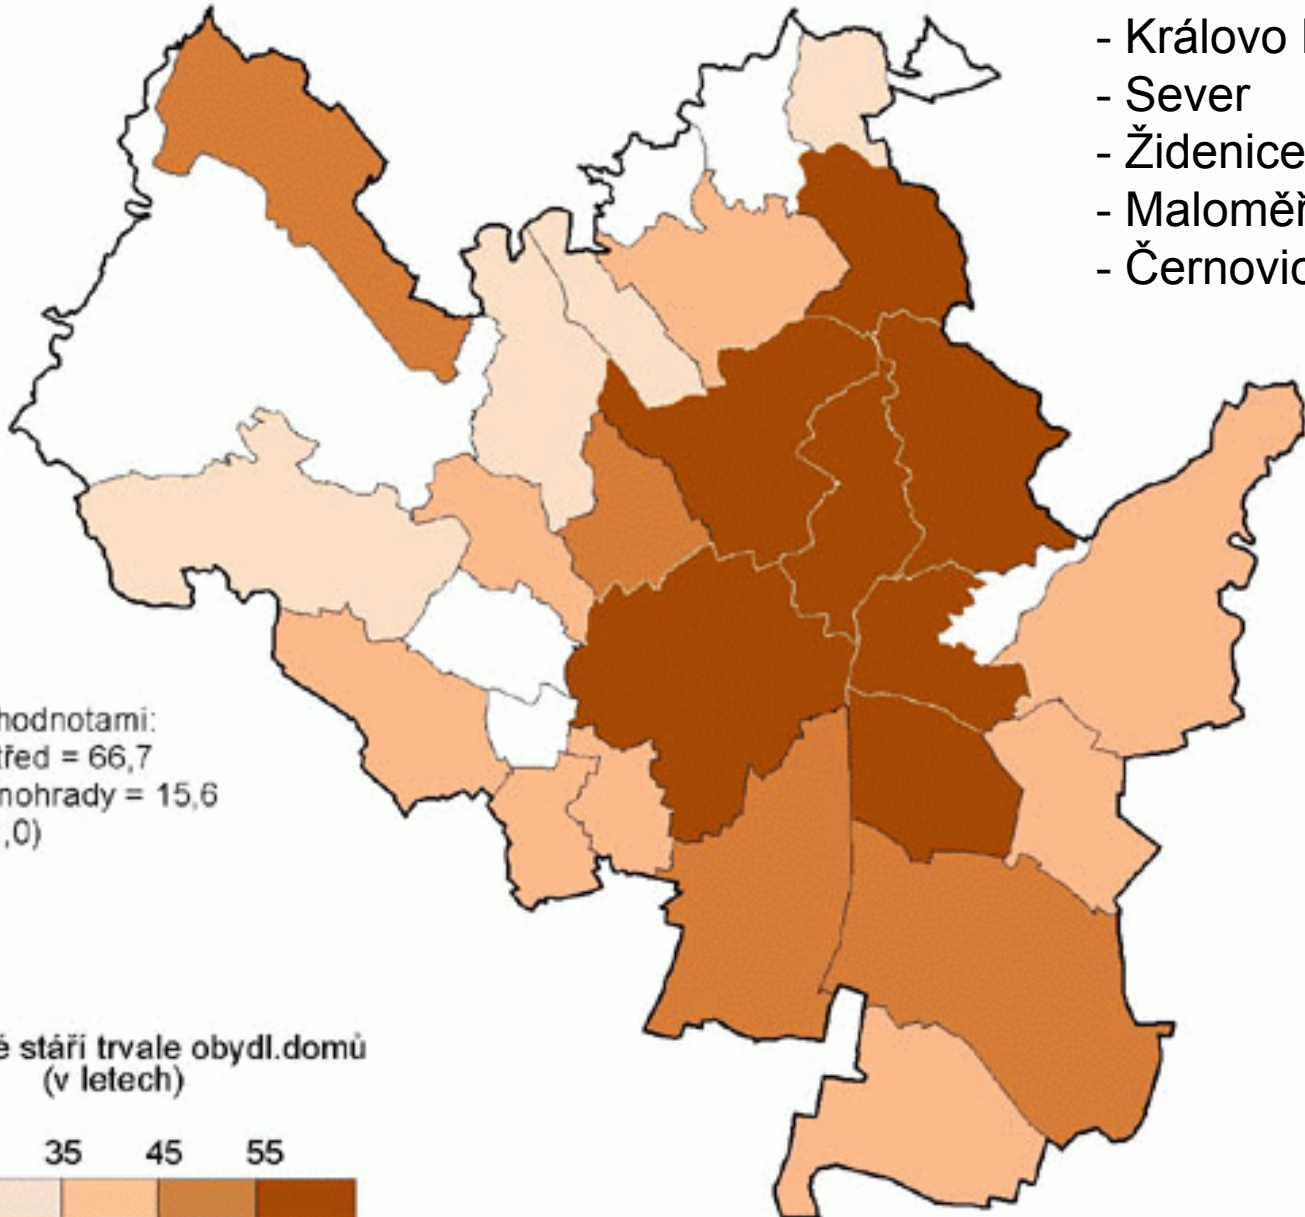 - Královo
- Sever
- Židenice
- Maloměř
- Černovic
hodnotami:
třed = 66,7
nohrady = 15,6
,0)
é stáří trvale obydl.domů
(v letech)
35 45 55